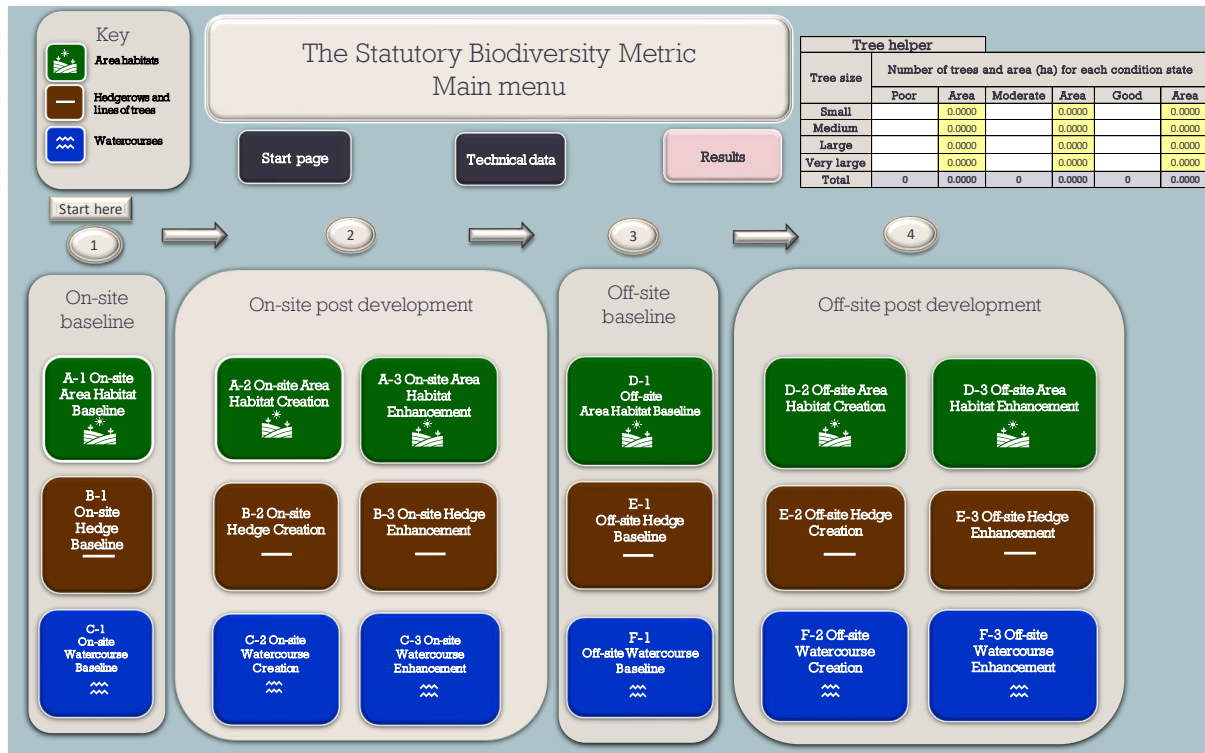 Key
Area habitats
Hedgerows and
lines of trees
Watercourses
The Statutory Biodiversity Metric
Main menu
Start page
Technical data
Results
Tree helper
Tree size
Number of trees and area (ha) for each condition state
Poor Area Moderate Area Good Area
Small 0.0000 0.0000 0.0000
Medium 0.0000 0.0000 0.0000
Large 0.0000 0.0000 0.0000
Very large 0.0000 0.0000 0.0000
Total 0 0.0000 0 0.0000 0 0.0000
Start here
1
2
3
4
On-site
baseline
A-1 On-site
Area Habitat
Baseline
B-1
On-site
Hedge
Baseline
C-1
On-site
Watercourse
Baseline
On-site post development
A-2 On-site Area
Habitat Creation
A-3 On-site Area
Habitat
Enhancement
B-2 On-site
Hedge Creation
B-3 On-site Hedge
Enhancement
C-2 On-site
Watercourse
Creation
C-3 On-site
Watercourse
Enhancement
Off-site
baseline
D-1
Off-site
Area Habitat Baseline
E-1
Off-site Hedge
Baseline
F-1
Off-site Watercourse
Baseline
Off-site post development
D-2 Off-site Area
Habitat Creation
D-3 Off-site Area
Habitat Enhancement
E-2 Off-site Hedge
Creation
E-3 Off-site Hedge
Enhancement
F-2 Off-site
Watercourse
Creation
F-3 Off-site
Watercourse
Enhancement